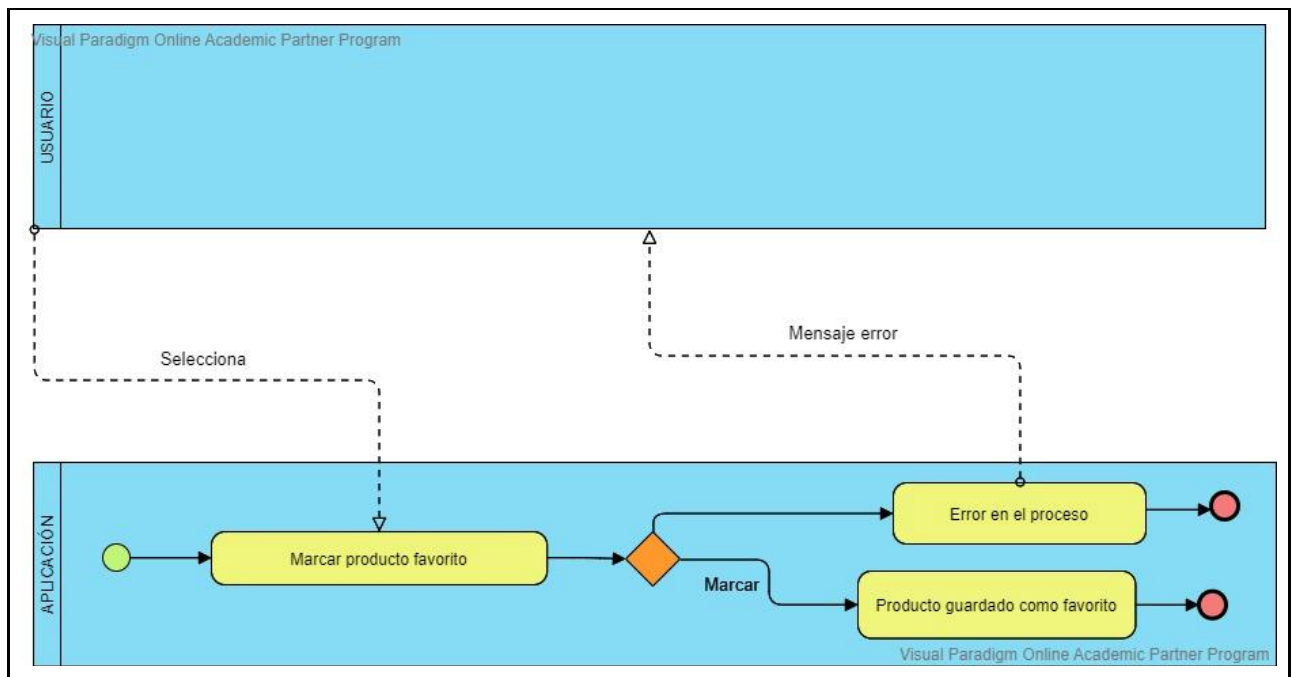 Visual Paradigm Online Academic Partner Program
USUARIO
Mensaje error
Selecciona
APLICACIÓN
Error en el proceso
Marcar producto favorito
Marcar
Producto guardado como favorito
Visual Paradigm Online Academic Partner Program